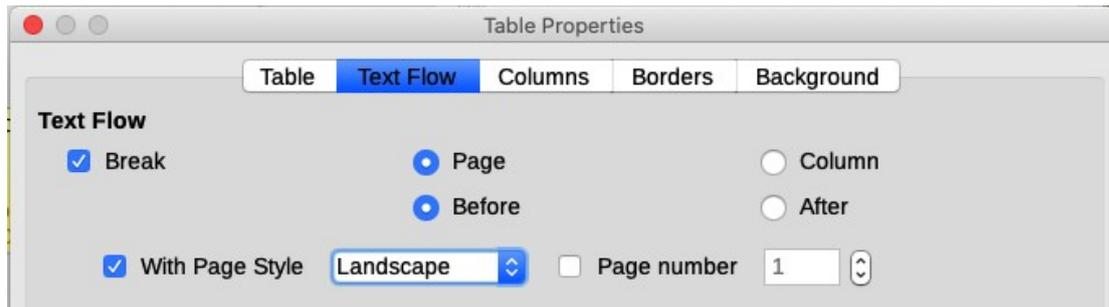 Table Properties
Table Text Flow Columns Borders Background
Text Flow
Break Page Column
Before After
With Page Style Landscape Page number 1